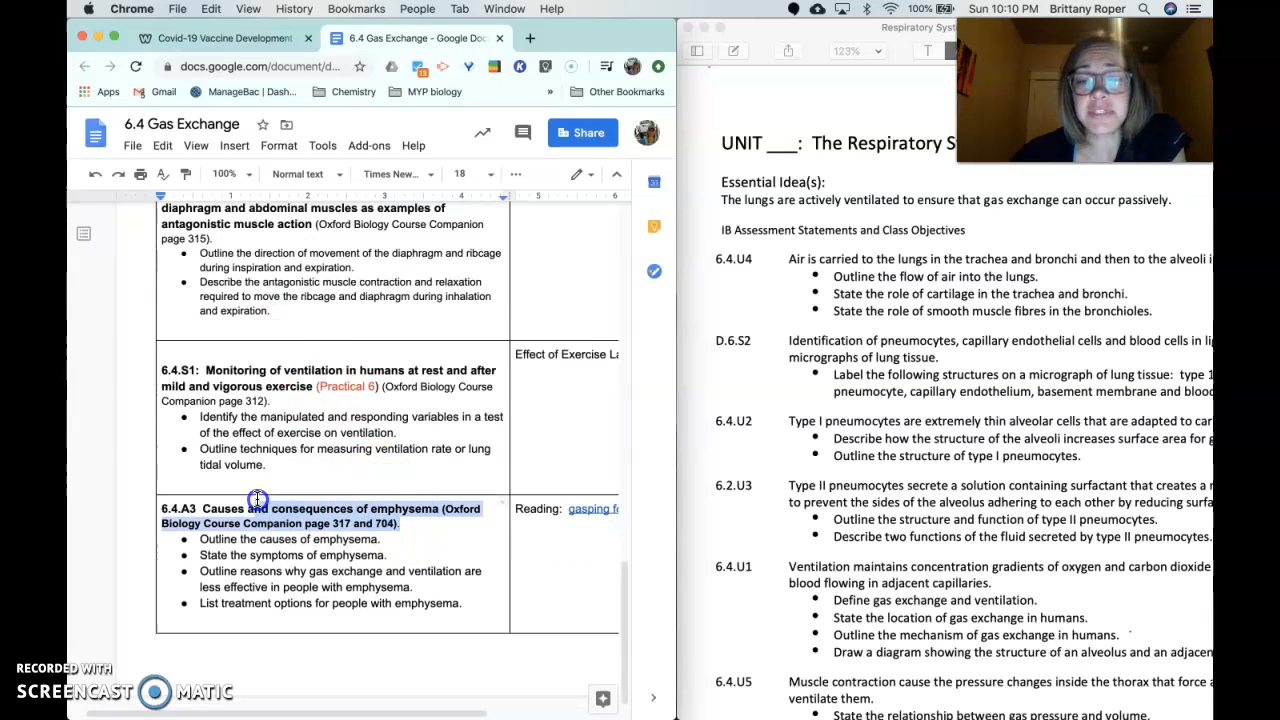 Chrome File Edit View History Bookmarks People Tab Window Help 100% Sun 10:10 PM Brittany Roper
Covid-19 Vaccine Development
6.4 Gas Exchange - Google Doc
docs.google.com/document/d...
13
Apps Gmail ManageBac | Dash... Chemistry MYP biology » Other Bookmarks
6.4 Gas Exchange
File Edit View Insert Format Tools Add-ons Help
Share
100% Normal text Times New... 18
1 2 3 4 5 6
diaphragm and abdominal muscles as examples of
antagonistic muscle action (Oxford Biology Course Companion
page 315).
Outline the direction of movement of the diaphragm and ribcage
during inspiration and expiration.
Describe the antagonistic muscle contraction and relaxation
required to move the ribcage and diaphragm during inhalation
and expiration.
6.4.S1: Monitoring of ventilation in humans at rest and after
mild and vigorous exercise (Practical 6) (Oxford Biology Course
Companion page 312).
Identify the manipulated and responding variables in a test
of the effect of exercise on ventilation.
Outline techniques for measuring ventilation rate or lung
tidal volume.
Effect of Exercise La
6.4.A3 Causes and consequences of emphysema (Oxford
Biology Course Companion page 317 and 704).
Outline the causes of emphysema.
State the symptoms of emphysema.
Outline reasons why gas exchange and ventilation are
less effective in people with emphysema.
List treatment options for people with emphysema.
Reading: gasping f
Respiratory Syst
123%
T
UNIT ___: The Respiratory S
Essential Idea(s):
The lungs are actively ventilated to ensure that gas exchange can occur passively.
IB Assessment Statements and Class Objectives
6.4.U4 Air is carried to the lungs in the trachea and bronchi and then to the alveoli i
Outline the flow of air into the lungs.
State the role of cartilage in the trachea and bronchi.
State the role of smooth muscle fibres in the bronchioles.
D.6.S2 Identification of pneumocytes, capillary endothelial cells and blood cells in li
micrographs of lung tissue.
Label the following structures on a micrograph of lung tissue: type 1
pneumocyte, capillary endothelium, basement membrane and blood
6.4.U2 Type I pneumocytes are extremely thin alveolar cells that are adapted to car
Describe how the structure of the alveoli increases surface area for g
Outline the structure of type I pneumocytes.
6.2.U3 Type II pneumocytes secrete a solution containing surfactant that creates a
to prevent the sides of the alveolus adhering to each other by reducing surfa
Outline the structure and function of type II pneumocytes.
Describe two functions of the fluid secreted by type II pneumocytes.
6.4.U1 Ventilation maintains concentration gradients of oxygen and carbon dioxide
blood flowing in adjacent capillaries.
Define gas exchange and ventilation.
State the location of gas exchange in humans.
Outline the mechanism of gas exchange in humans.
Draw a diagram showing the structure of an alveolus and an adjacen
6.4.U5 Muscle contraction cause the pressure changes inside the thorax that force a
ventilate them.
State the relationship between gas pressure and volume.
RECORDED WITH
SCREENCAST MATIC